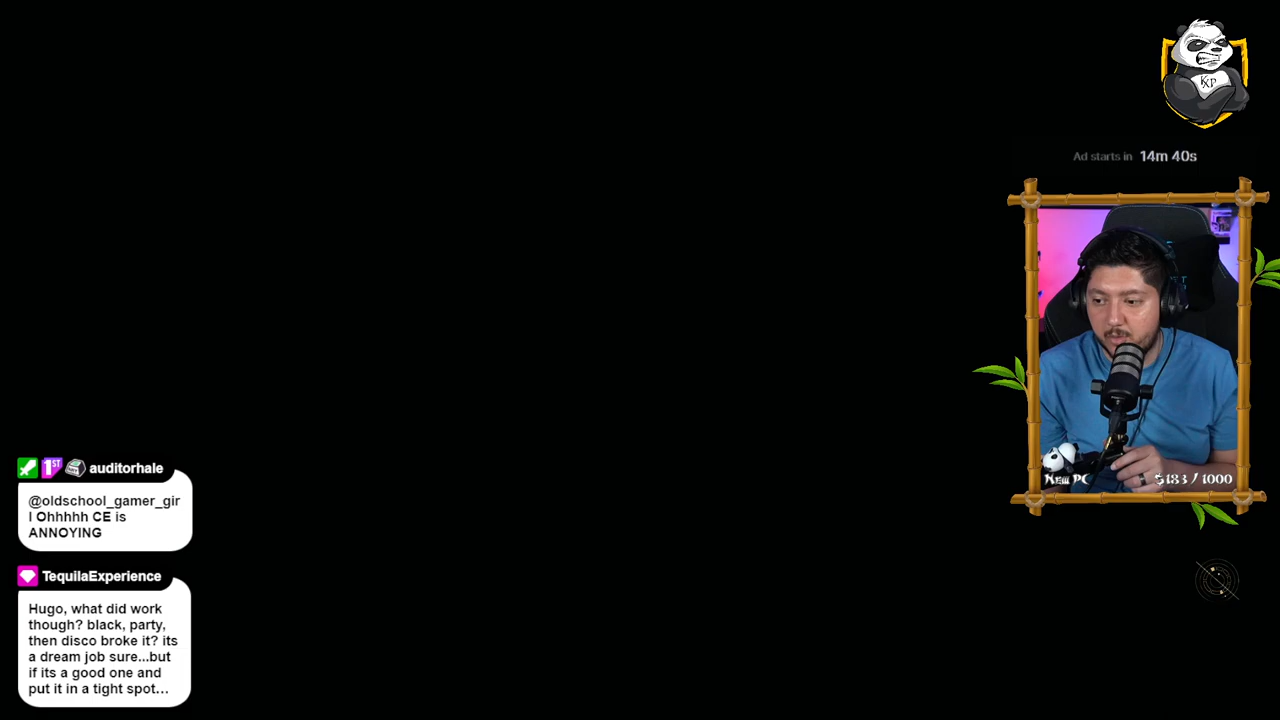 KXP
Ad starts in 14m 40s
New PC $183 / 1000
1ST auditorhale
@oldschool_gamer_gir
l Ohhhhh CE is
ANNOYING
TequilaExperience
Hugo, what did work
though? black, party,
then disco broke it? its
a dream job sure...but
if its a good one and
put it in a tight spot...